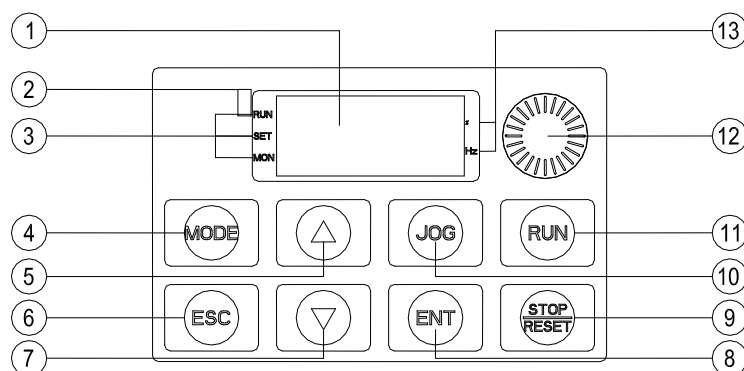 1
13
2
RUN
3
SET
12
Hz
MON
4
MODE
JOG
RUN
11
5
10
6
ESC
ENT
STOP
RESET
9
7
8